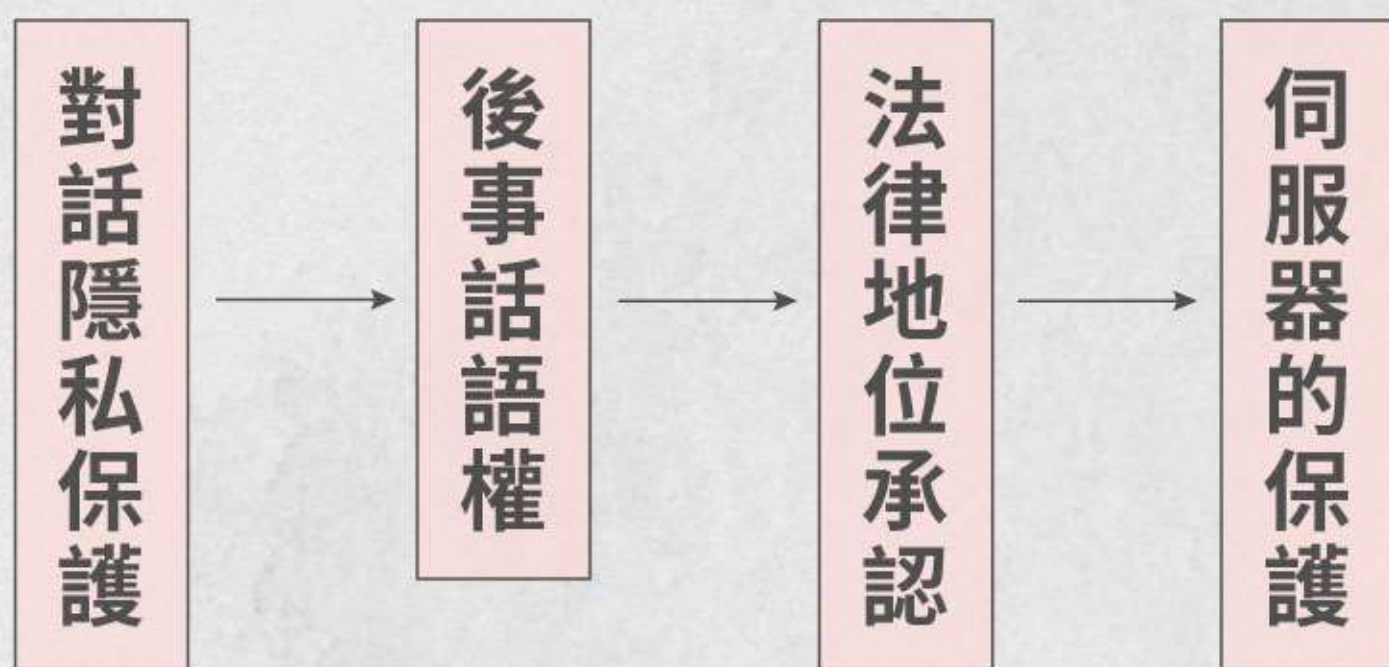 對話隱私保護
後事話語權
法律地位承認
伺服器的保護